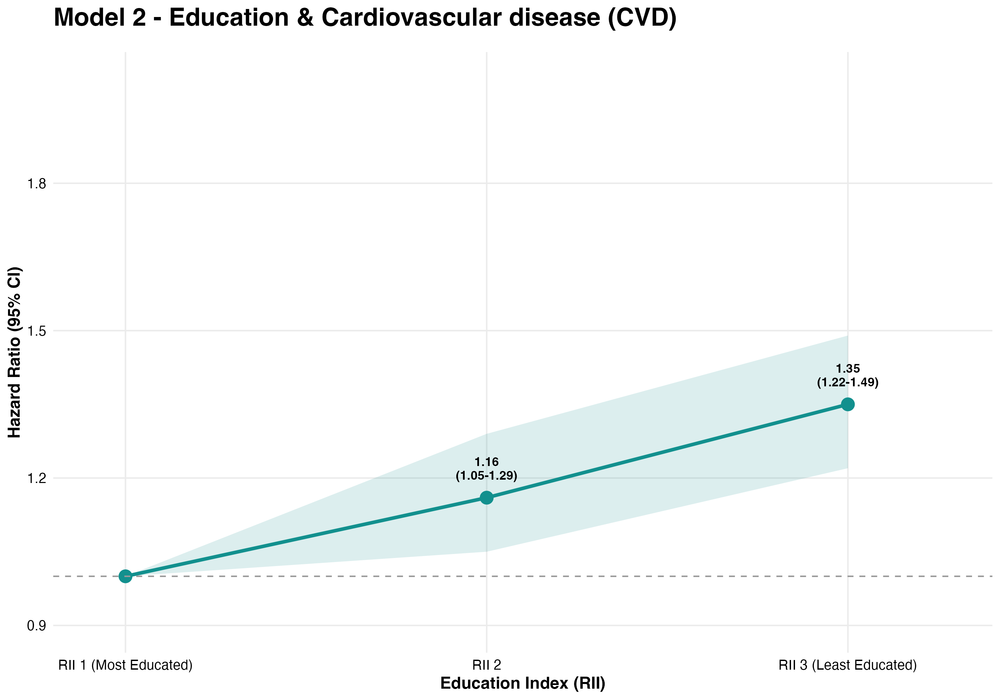 Model 2 - Education & Cardiovascular disease (CVD)
Hazard Ratio (95% CI)
1.8
1.5
1.2
0.9
1.35
(1.22-1.49)
1.16
(1.05-1.29)
RII 1 (Most Educated)
RII 2
RII 3 (Least Educated)
Education Index (RII)